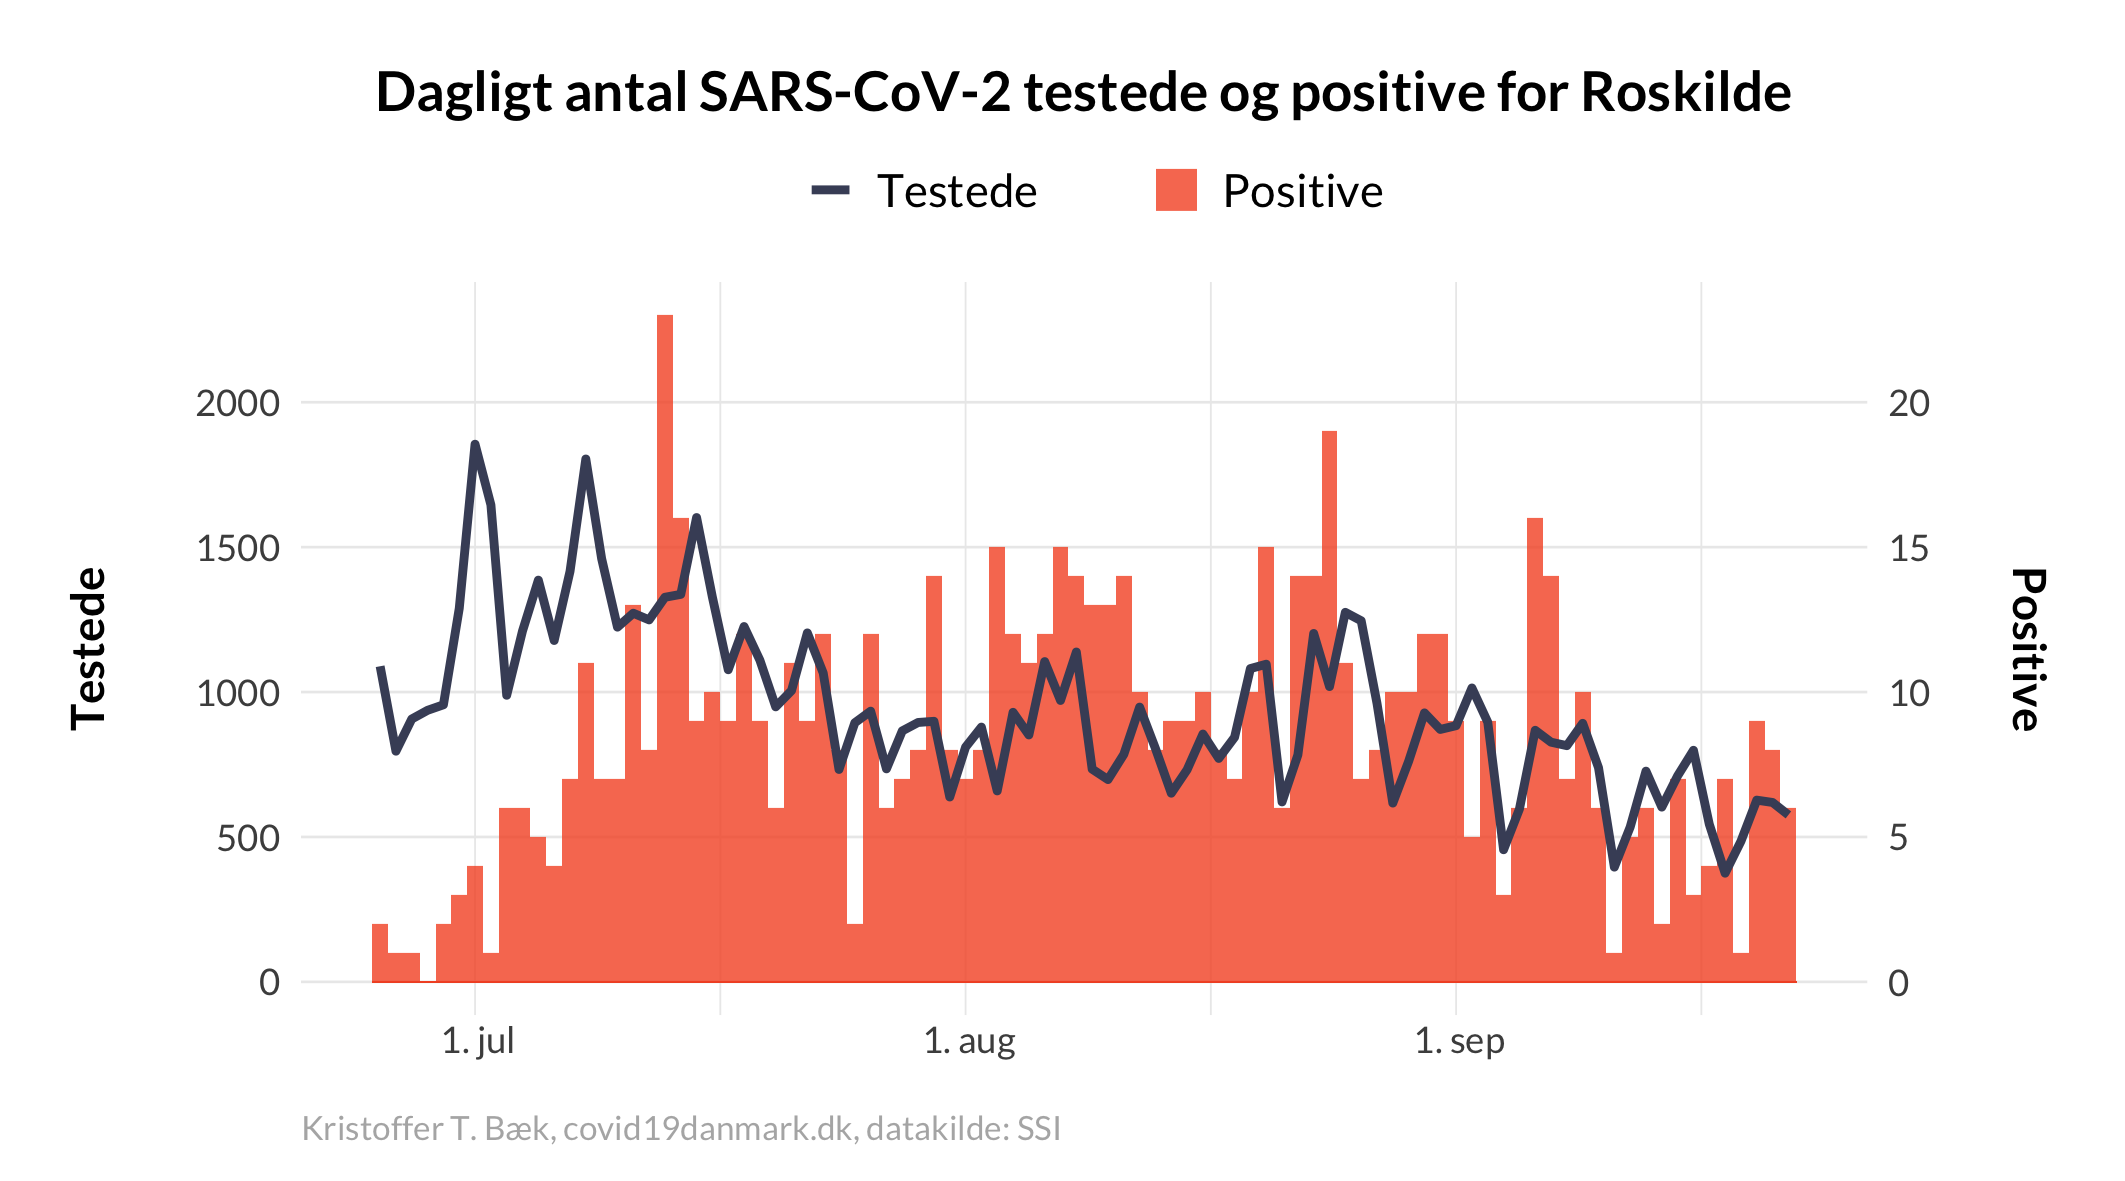 Dagligt antal SARS-CoV-2 testede og positive for Roskilde
Testede
Positive
2000
1500
1000
500
0
Testede
20
15
10
5
0
Positive
1. jul
1. aug
1. sep
Kristoffer T. Bæk, covid19danmark.dk, datakilde: SSI